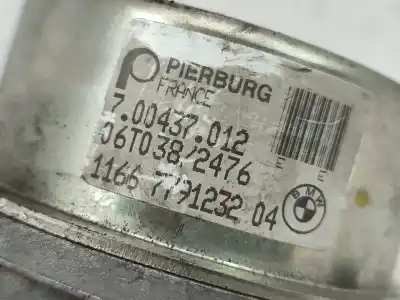 PIERBURG
FRANCE
7.00437.012
06T038/2476
1166 7791232 04
BMW